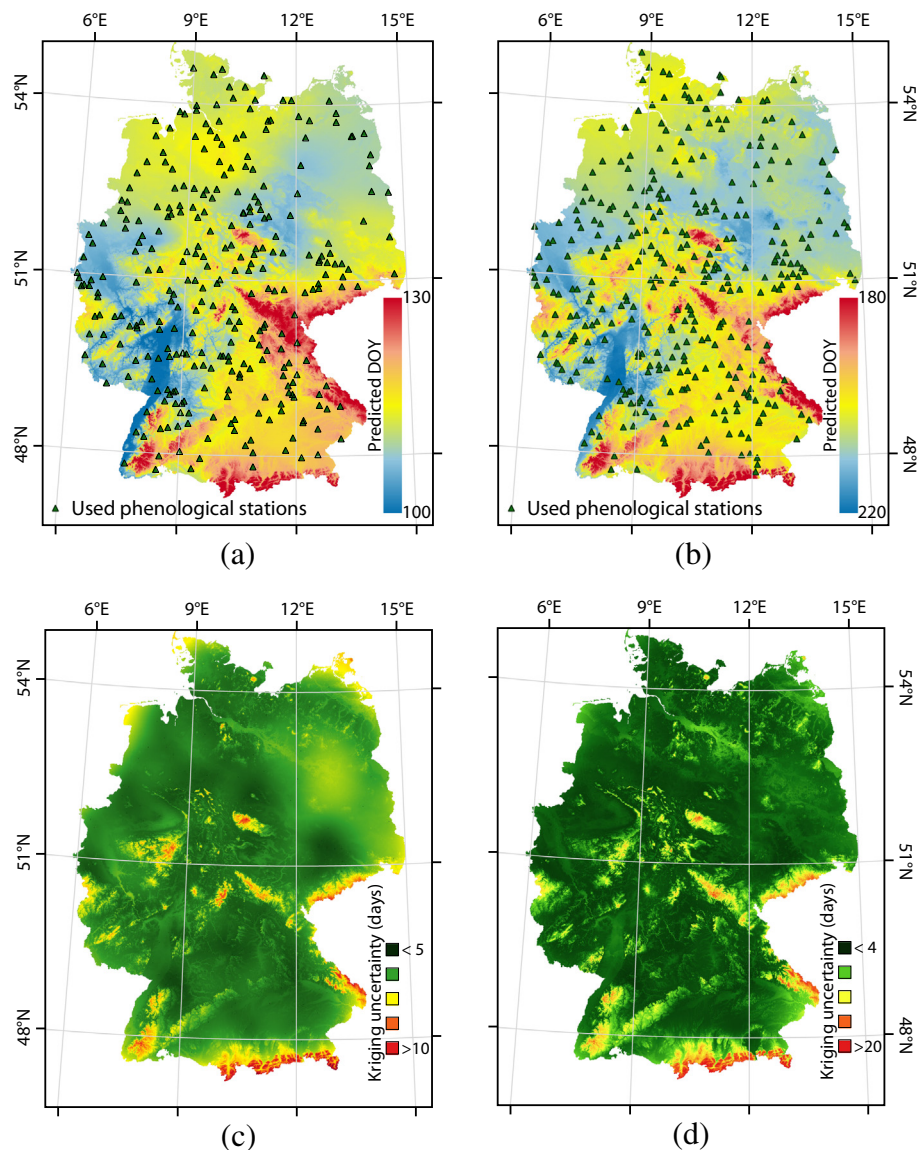 6°E 9°E 12°E 15°E
54°N
51°N
48°N
Predicted DOY
130
100
Used phenological stations
(a)
6°E 9°E 12°E 15°E
54°N
51°N
48°N
Predicted DOY
180
220
Used phenological stations
(b)
6°E 9°E 12°E 15°E
54°N
51°N
48°N
Kriging uncertainty (days)
< 5
>10
(c)
6°E 9°E 12°E 15°E
54°N
51°N
48°N
Kriging uncertainty (days)
< 4
>20
(d)